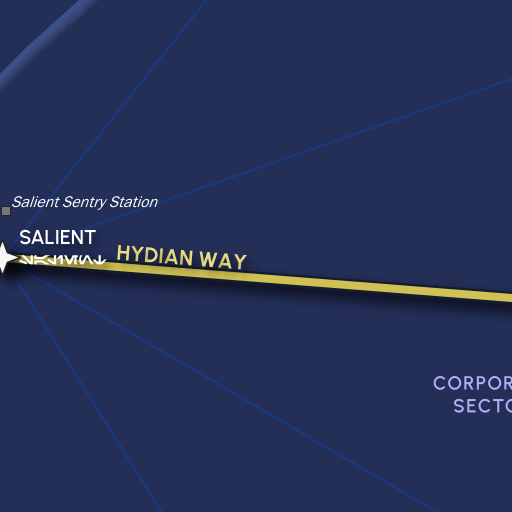 Salient Sentry Station
SALIENT
HYDIAN WAY
CORPOR
SECTO